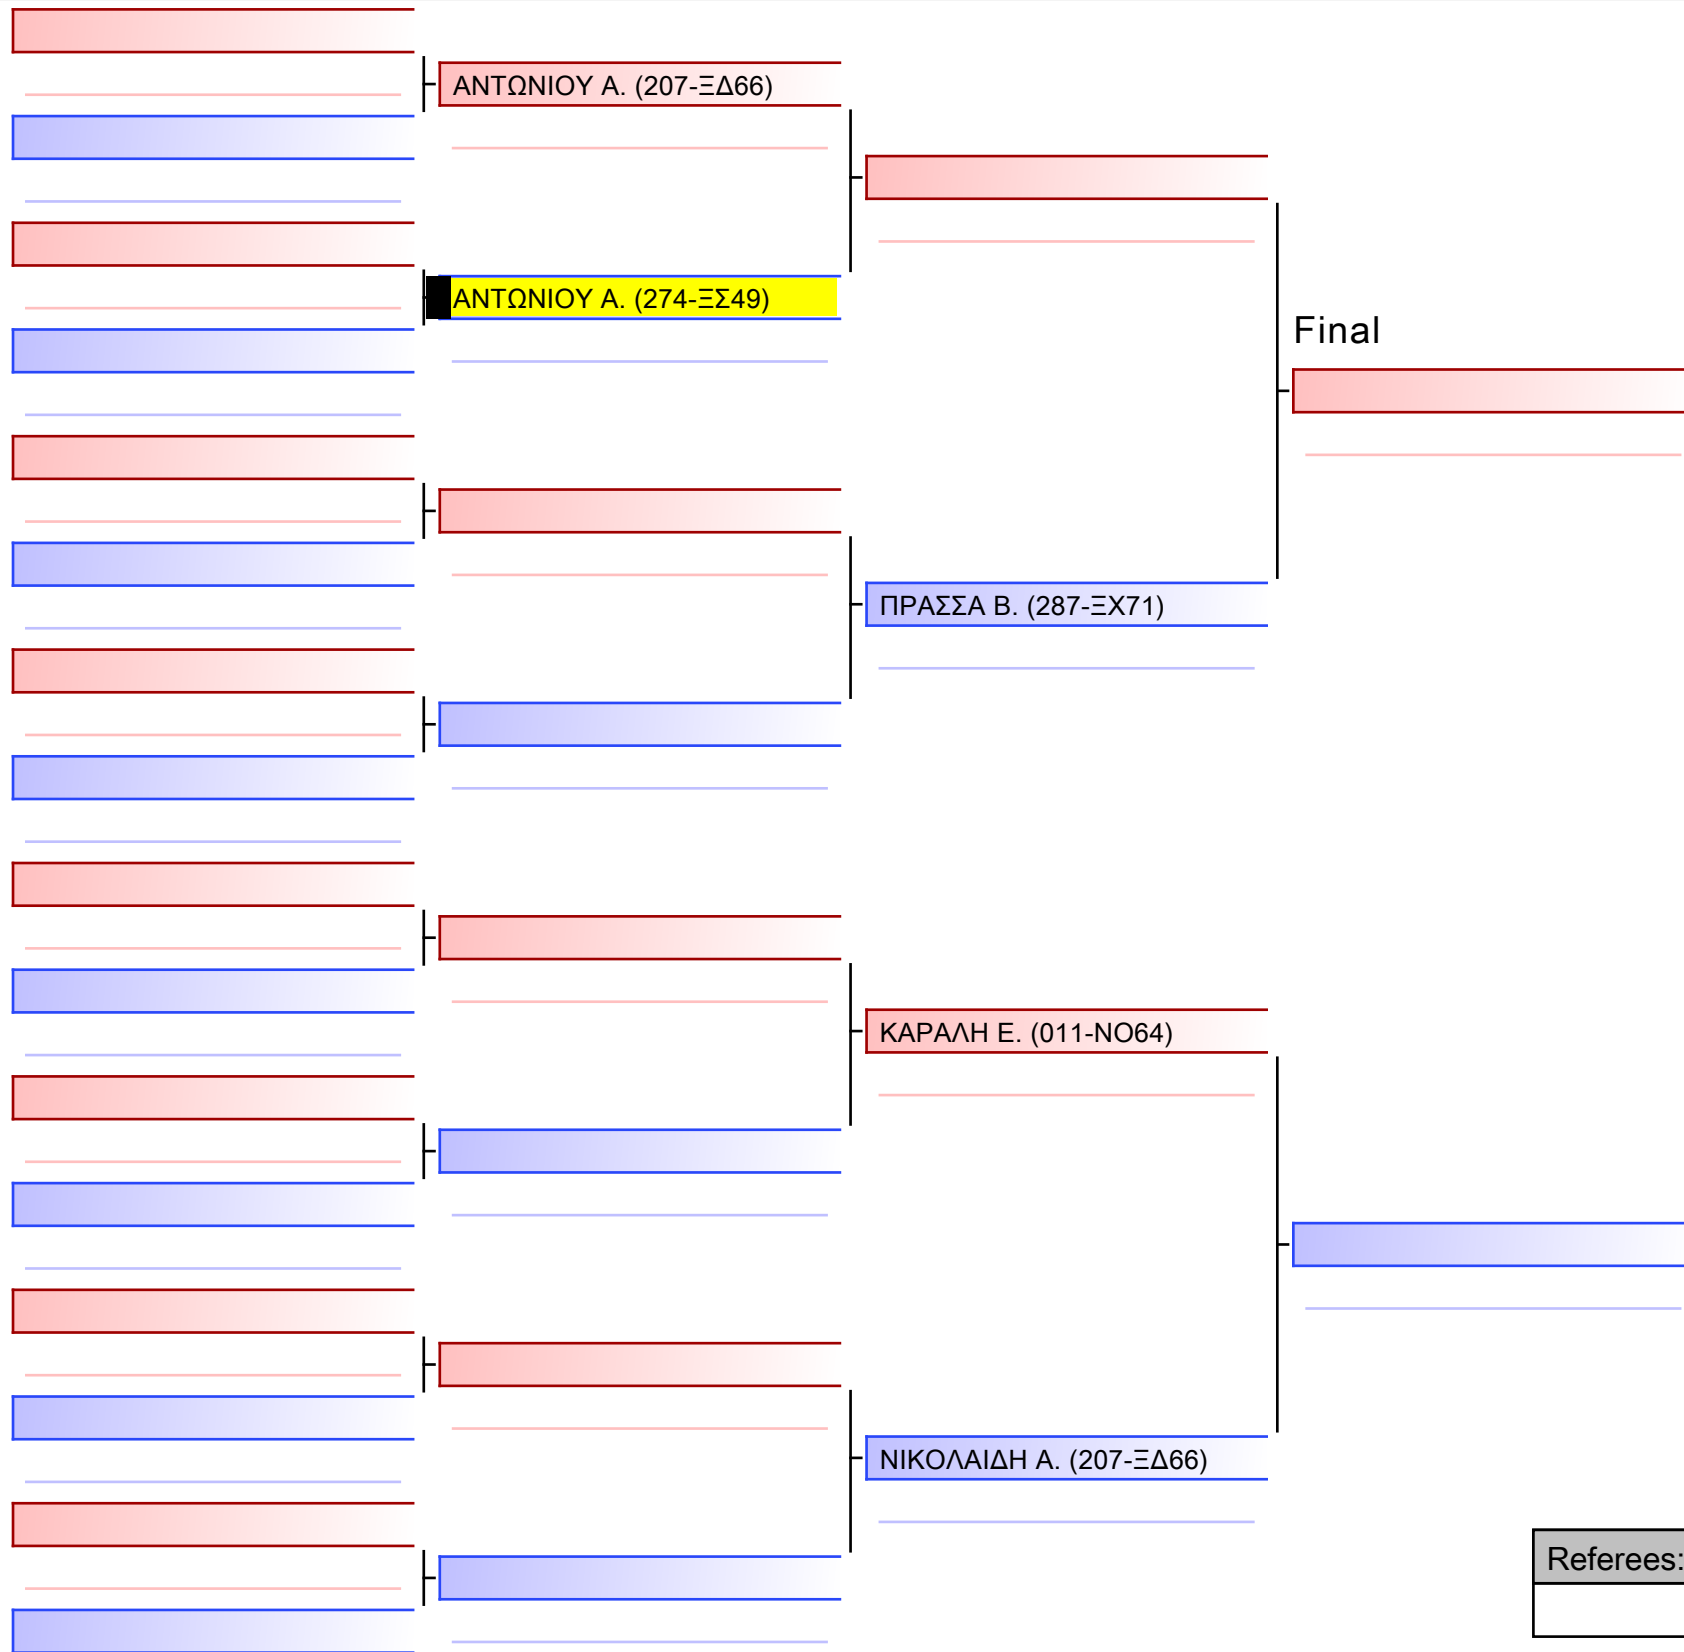 ΑΝΤΩΝΙΟΥ Α. (207-ΞΔ66)
ΑΝΤΩΝΙΟΥ Α. (274-ΞΣ49)
Final
ΠΡΑΣΣΑ Β. (287-ΞΧ71)
ΚΑΡΑΛΗ Ε. (011-ΝΟ64)
ΝΙΚΟΛΑΙΔΗ Α. (207-ΞΔ66)
Referees: